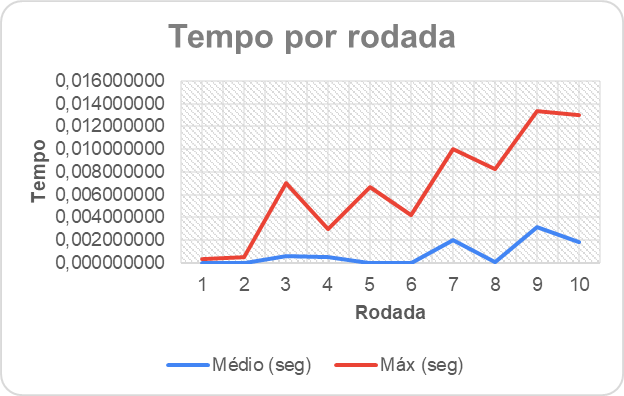 Tempo por rodada
0,016000000
0,014000000
0,012000000
0,010000000
0,008000000
0,006000000
0,004000000
0,002000000
0,000000000
Tempo
1 2 3 4 5 6 7 8 9 10
Rodada
Médio (seg) Máx (seg)